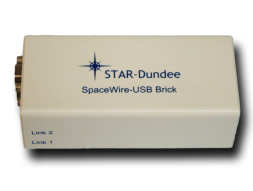 STAR-Dundee
SpaceWire-USB Brick
Link 2
Link 1